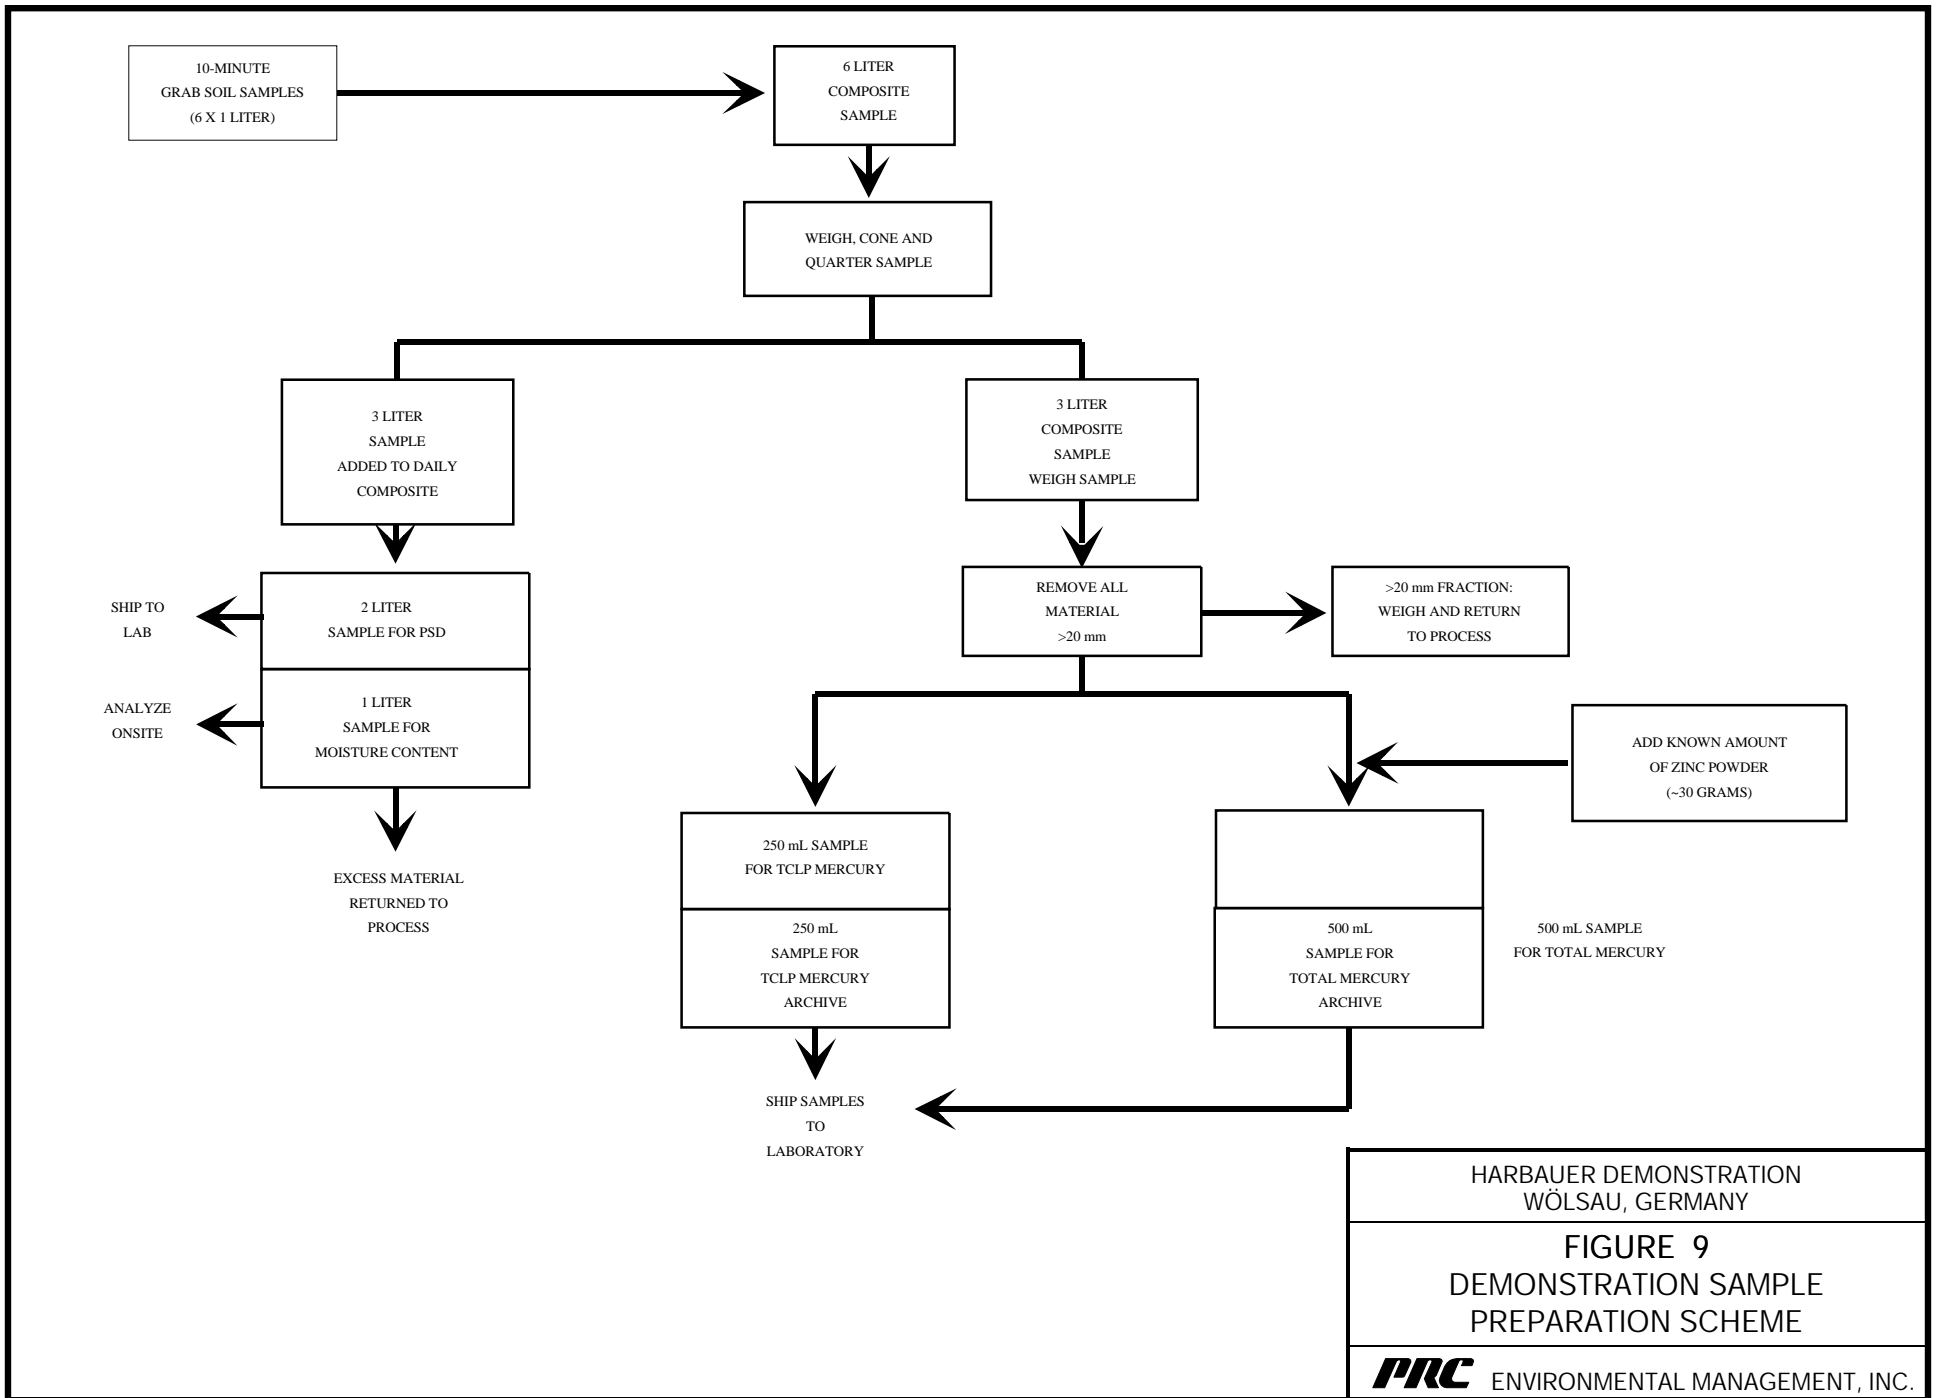 10-MINUTE
GRAB SOIL SAMPLES
(6 X 1 LITER)
6 LITER
COMPOSITE
SAMPLE
WEIGH, CONE AND
QUARTER SAMPLE
3 LITER
SAMPLE
ADDED TO DAILY
COMPOSITE
3 LITER
COMPOSITE
SAMPLE
WEIGH SAMPLE
SHIP TO
LAB
2 LITER
SAMPLE FOR PSD
REMOVE ALL
MATERIAL
>20 mm
>20 mm FRACTION:
WEIGH AND RETURN
TO PROCESS
ANALYZE
ONSITE
1 LITER
SAMPLE FOR
MOISTURE CONTENT
ADD KNOWN AMOUNT
OF ZINC POWDER
(~30 GRAMS)
EXCESS MATERIAL
RETURNED TO
PROCESS
250 mL SAMPLE
FOR TCLP MERCURY
250 mL
SAMPLE FOR
TCLP MERCURY
ARCHIVE
500 mL
SAMPLE FOR
TOTAL MERCURY
ARCHIVE
500 mL SAMPLE
FOR TOTAL MERCURY
SHIP SAMPLES
TO
LABORATORY
HARBAUER DEMONSTRATION
WÖLSAU, GERMANY
FIGURE 9
DEMONSTRATION SAMPLE
PREPARATION SCHEME
PRC ENVIRONMENTAL MANAGEMENT, INC.